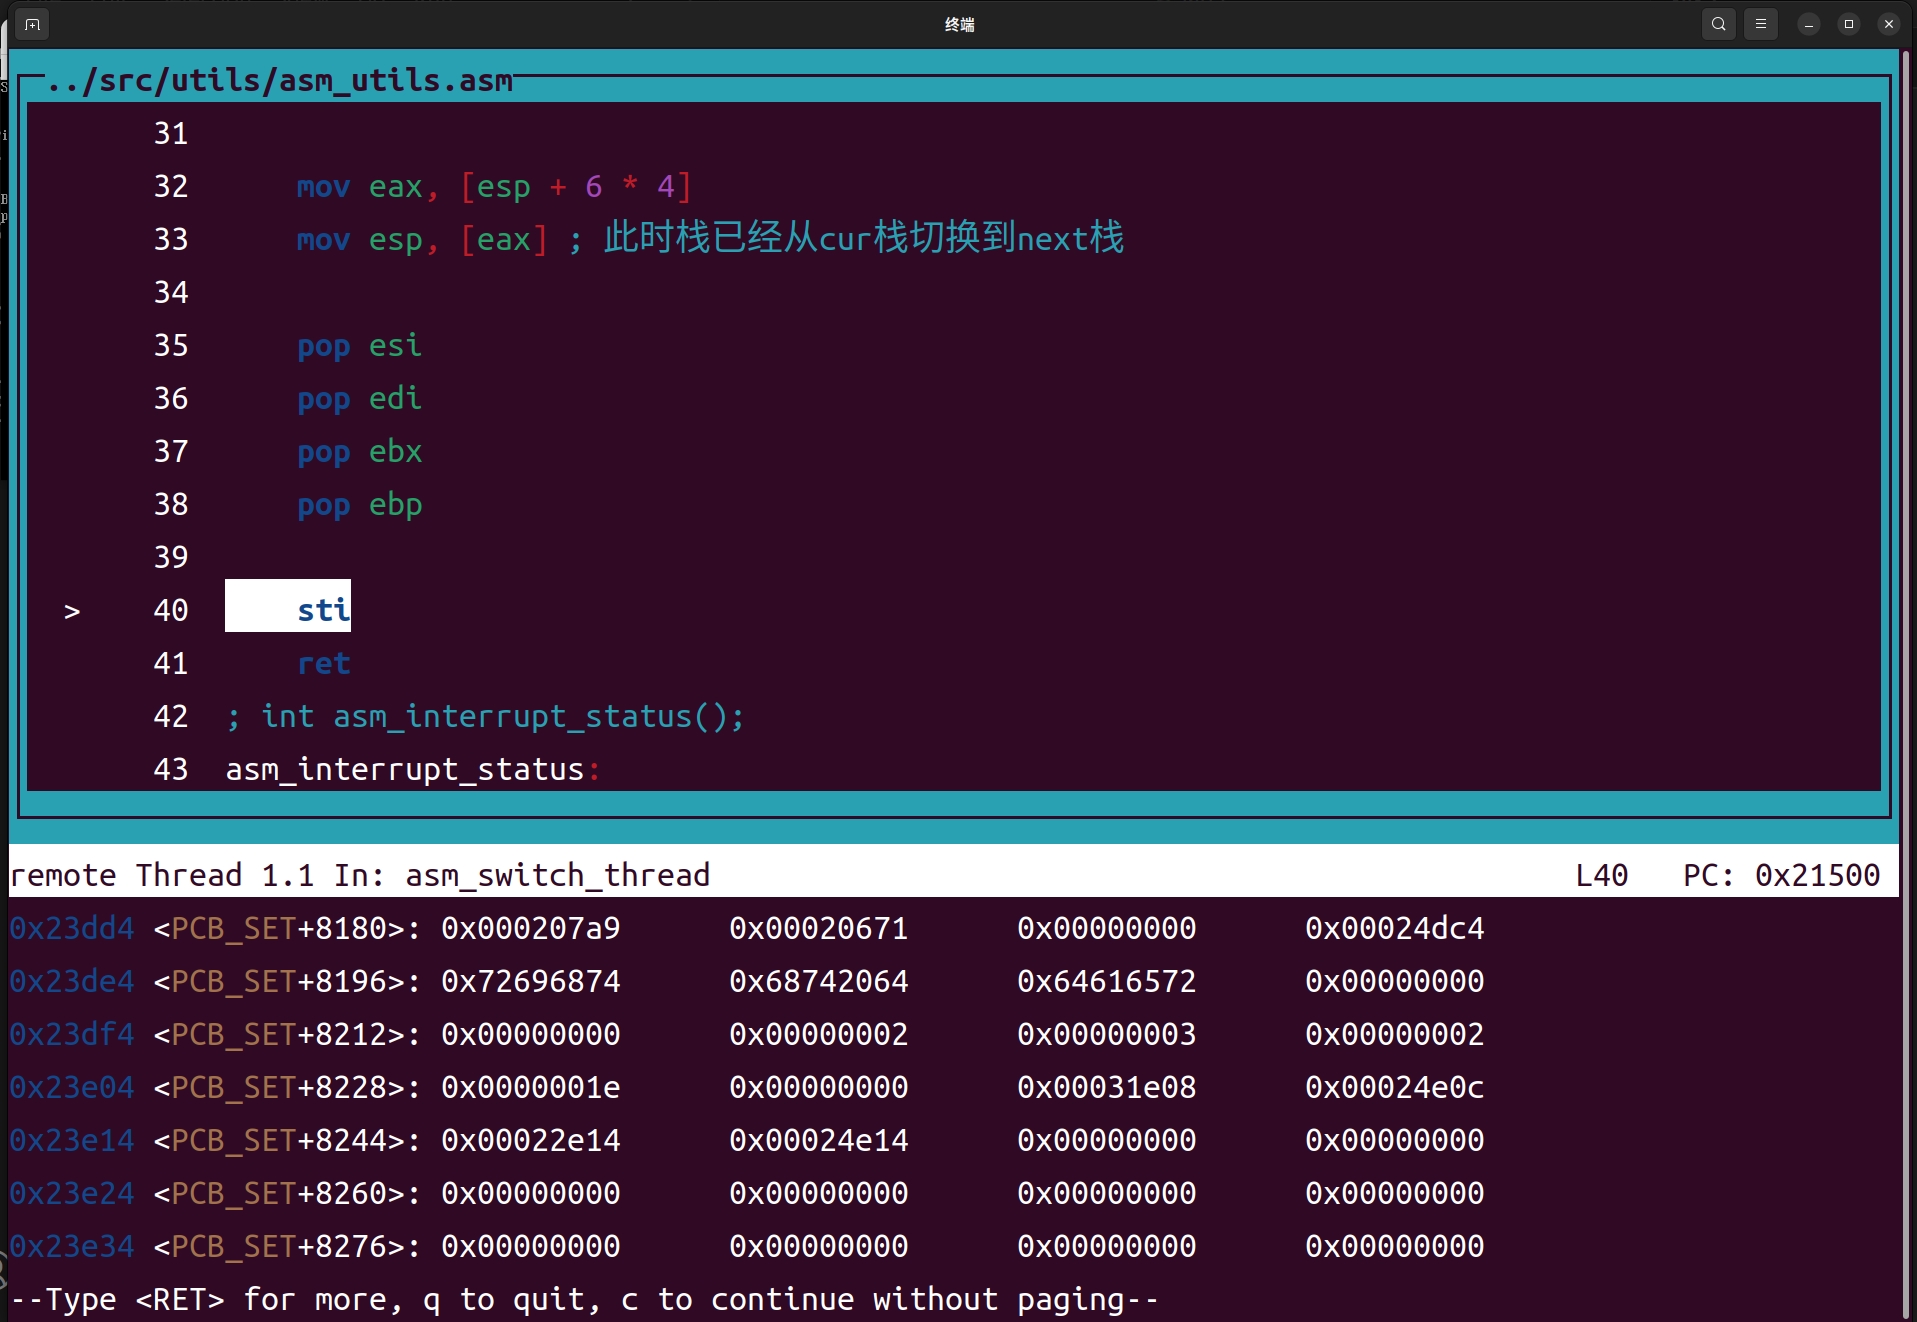 终端
../src/utils/asm_utils.asm
31
32 mov eax, [esp + 6 * 4]
33 mov esp, [eax] ; 此时栈已经从cur栈切换到next栈
34
35 pop esi
36 pop edi
37 pop ebx
38 pop ebp
39
> 40 sti
41 ret
42 ; int asm_interrupt_status();
43 asm_interrupt_status:
remote Thread 1.1 In: asm_switch_thread L40 PC: 0x21500
0x23dd4 <PCB_SET+8180>: 0x000207a9 0x00020671 0x00000000 0x00024dc4
0x23de4 <PCB_SET+8196>: 0x72696874 0x68742064 0x64616572 0x00000000
0x23df4 <PCB_SET+8212>: 0x00000000 0x00000002 0x00000003 0x00000002
0x23e04 <PCB_SET+8228>: 0x0000001e 0x00000000 0x00031e08 0x00024e0c
0x23e14 <PCB_SET+8244>: 0x00022e14 0x00024e14 0x00000000 0x00000000
0x23e24 <PCB_SET+8260>: 0x00000000 0x00000000 0x00000000 0x00000000
0x23e34 <PCB_SET+8276>: 0x00000000 0x00000000 0x00000000 0x00000000
--Type <RET> for more, q to quit, c to continue without paging--